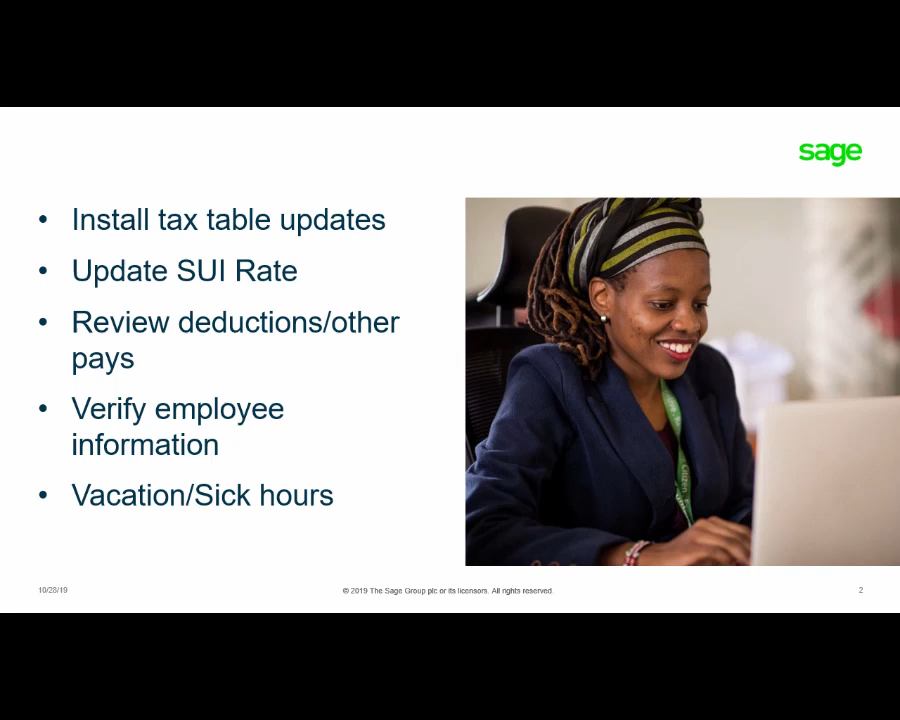 sage
• Install tax table updates
• Update SUI Rate
• Review deductions/other
pays
• Verify employee
information
• Vacation/Sick hours
Citizen
10/28/19
© 2019 The Sage Group plc or its licensors. All rights reserved.
2